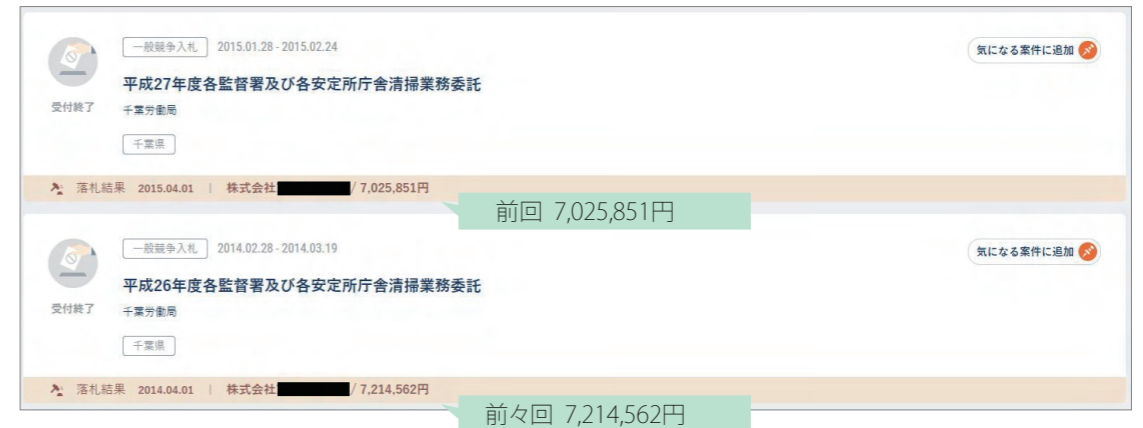 一般競争入札 2015.01.28 - 2015.02.24
気になる案件に追加
平成27年度各監督署及び各安定所庁舎清掃業務委託
受付終了
千葉労働局
千葉県
落札結果 2015.04.01 | 株式会社 / 7,025,851円
前回 7,025,851円
一般競争入札 2014.02.28 - 2014.03.19
気になる案件に追加
平成26年度各監督署及び各安定所庁舎清掃業務委託
受付終了
千葉労働局
千葉県
落札結果 2014.04.01 | 株式会社 / 7,214,562円
前々回 7,214,562円